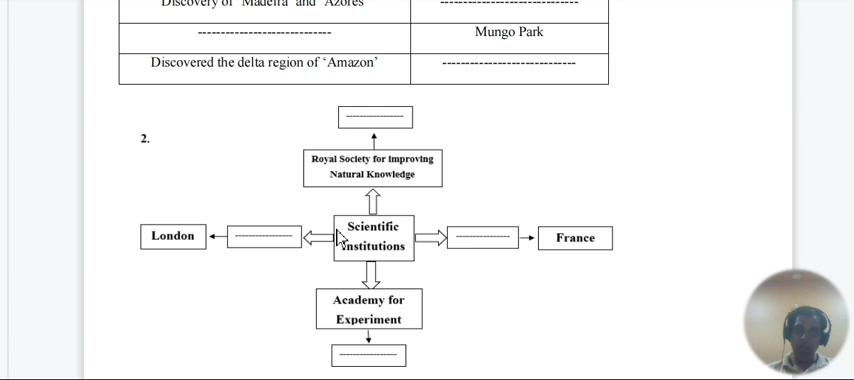 Discovery of 'Madeira' and 'Azores' ------------------------------
----------------------------- Mungo Park
Discovered the delta region of ‘Amazon’ -----------------------------
----------------
2.
Royal Society for improving
Natural Knowledge
London
----------------
Scientific
institutions
----------------
France
Academy for
Experiment
----------------